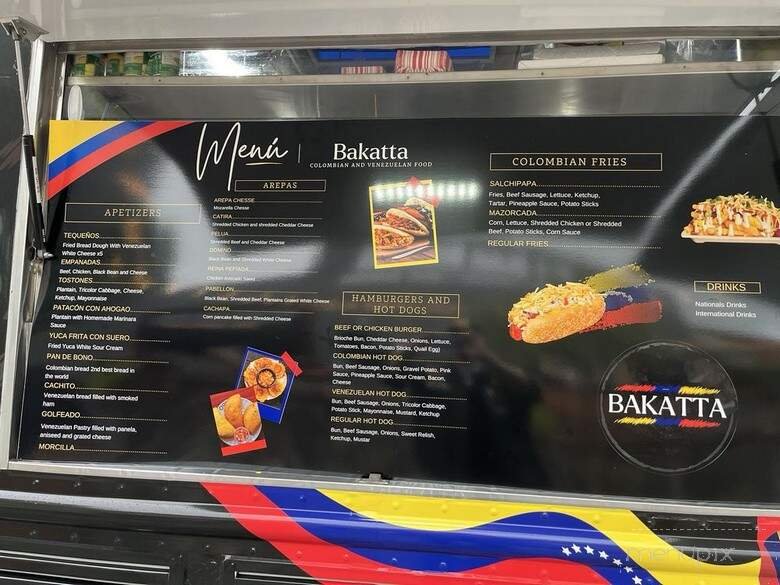 Menú
Bakatta
COLOMBIAN AND VENEZUELAN FOOD
APETIZERS
TEQUEÑOS
Fried Bread Dough With Venezuelan
White Cheese x5
EMPANADAS
Beef, Chicken, Black Bean and Cheese
TOSTONES
Plantain, Tricolor Cabbage, Cheese,
Ketchup, Mayonnaise
PATACÓN CON AHOGAO
Plantain with Homemade Marinara
Sauce
YUCA FRITA CON SUERO
Fried Yuca White Sour Cream
PAN DE BONO
Colombian bread 2nd best bread in
the world
CACHITO
Venezuelan bread filled with smoked
ham
GOLFEADO
Venezuelan Pastry filled with panela,
aniseed and grated cheese
MORCILLA
AREPAS
AREPA CHESSE
Mozarella Chesse
CATIRA
Shredded Chicken and shredded Cheddar Cheese
PELUA
Shredded Beef and Cheddar Cheese
DOMINO
Black Bean and Shredded White Cheese
REINA PEPIADA
Chicken Avocado Salad
PABELLON
Black Bean, Shredded Beef, Plantains Grated White Cheese
CACHAPA
Corn pancake filled with Shredded Cheese
HAMBURGERS AND
HOT DOGS
BEEF OR CHICKEN BURGER
Brioche Bun, Cheddar Cheese, Onions, Lettuce,
Tomatoes, Bacon, Potato Sticks, Quail Egg)
COLOMBIAN HOT DOG
Bun, Beef Sausage, Onions, Gravel Potato, Pink
Sauce, Pineapple Sauce, Sour Cream, Bacon,
Cheese
VENEZUELAN HOT DOG
Bun, Beef Sausage, Onions, Tricolor Cabbage,
Potato Stick, Mayonnaise, Mustard, Ketchup
REGULAR HOT DOG
Bun, Beef Sausage, Onions, Sweet Relish,
Ketchup, Mustar
COLOMBIAN FRIES
SALCHIPAPA
Fries, Beef Sausage, Lettuce, Ketchup,
Tartar, Pineapple Sauce, Potato Sticks
MAZORCADA
Corn, Lettuce, Shredded Chicken or Shredded
Beef, Potato Sticks, Corn Sauce
REGULAR FRIES
DRINKS
Nationals Drinks
International Drinks
BAKATTA
menupix